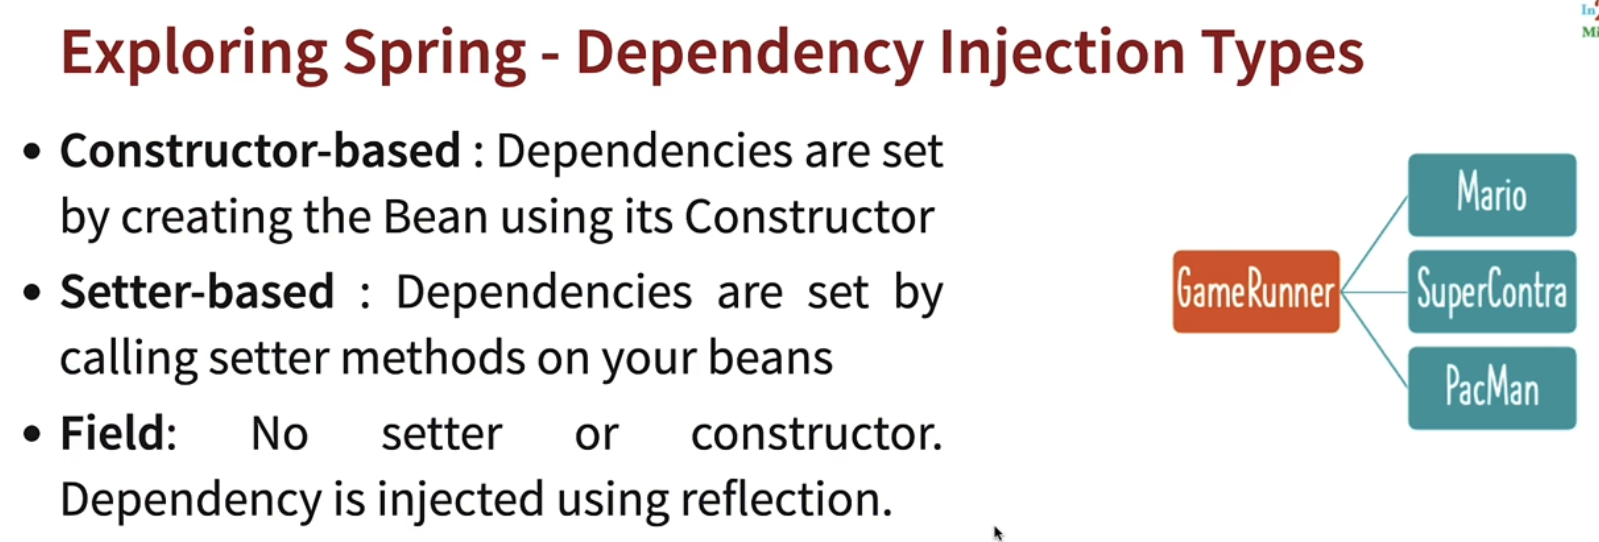 Exploring Spring - Dependency Injection Types
In
Mi
• Constructor-based : Dependencies are set
by creating the Bean using its Constructor
• Setter-based : Dependencies are set by
calling setter methods on your beans
• Field: No setter or constructor.
Dependency is injected using reflection.
GameRunner
Mario
SuperContra
PacMan